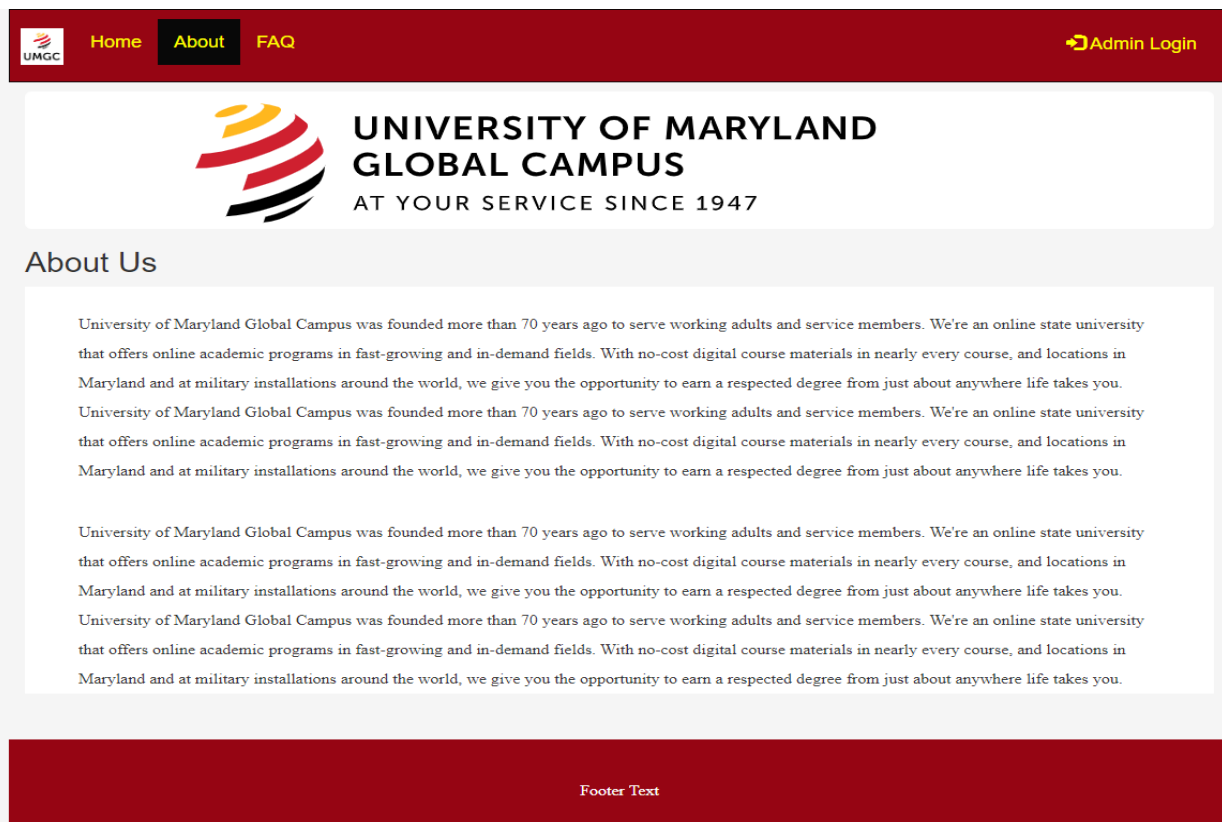 UMGC
Home
About
FAQ
Admin Login
UNIVERSITY OF MARYLAND
GLOBAL CAMPUS
AT YOUR SERVICE SINCE 1947
About Us
University of Maryland Global Campus was founded more than 70 years ago to serve working adults and service members. We're an online state university
that offers online academic programs in fast-growing and in-demand fields. With no-cost digital course materials in nearly every course, and locations in
Maryland and at military installations around the world, we give you the opportunity to earn a respected degree from just about anywhere life takes you.
University of Maryland Global Campus was founded more than 70 years ago to serve working adults and service members. We're an online state university
that offers online academic programs in fast-growing and in-demand fields. With no-cost digital course materials in nearly every course, and locations in
Maryland and at military installations around the world, we give you the opportunity to earn a respected degree from just about anywhere life takes you.
University of Maryland Global Campus was founded more than 70 years ago to serve working adults and service members. We're an online state university
that offers online academic programs in fast-growing and in-demand fields. With no-cost digital course materials in nearly every course, and locations in
Maryland and at military installations around the world, we give you the opportunity to earn a respected degree from just about anywhere life takes you.
University of Maryland Global Campus was founded more than 70 years ago to serve working adults and service members. We're an online state university
that offers online academic programs in fast-growing and in-demand fields. With no-cost digital course materials in nearly every course, and locations in
Maryland and at military installations around the world, we give you the opportunity to earn a respected degree from just about anywhere life takes you.
Footer Text